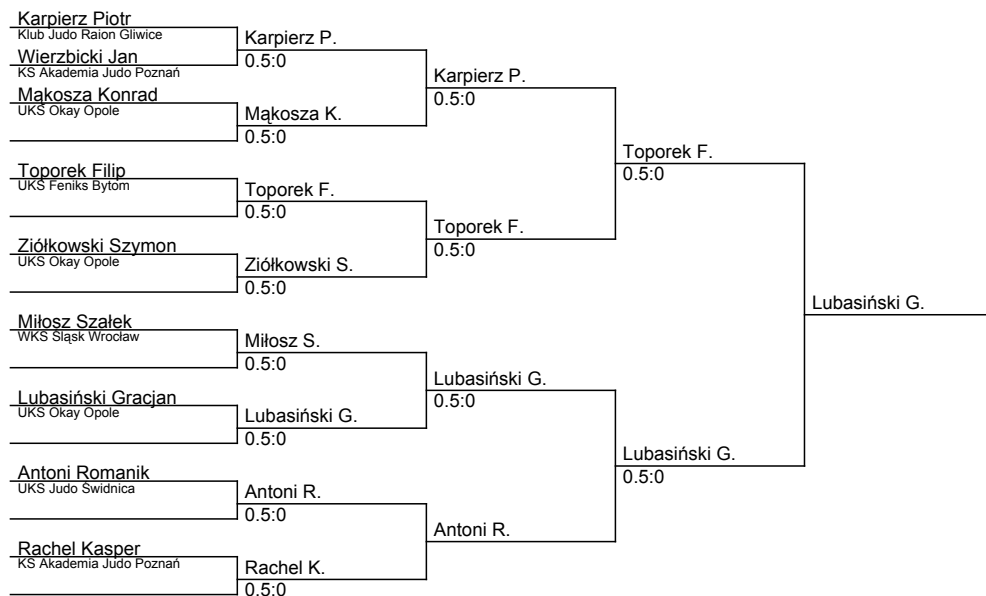 Karpierz Piotr
Klub Judo Raion Gliwice
Wierzbicki Jan
KS Akademia Judo Poznań
Mąkosza Konrad
UKS Okay Opole
Toporek Filip
UKS Feniks Bytom
Ziółkowski Szymon
UKS Okay Opole
Miłosz Szałek
WKS Śląsk Wrocław
Lubasiński Gracjan
UKS Okay Opole
Antoni Romanik
UKS Judo Świdnica
Rachel Kasper
KS Akademia Judo Poznań
Karpierz P.
0.5:0
Mąkosza K.
0.5:0
Toporek F.
0.5:0
Ziółkowski S.
0.5:0
Miłosz S.
0.5:0
Lubasiński G.
0.5:0
Antoni R.
0.5:0
Rachel K.
0.5:0
Karpierz P.
0.5:0
Toporek F.
0.5:0
Lubasiński G.
0.5:0
Antoni R.
Toporek F.
0.5:0
Lubasiński G.
0.5:0
Lubasiński G.